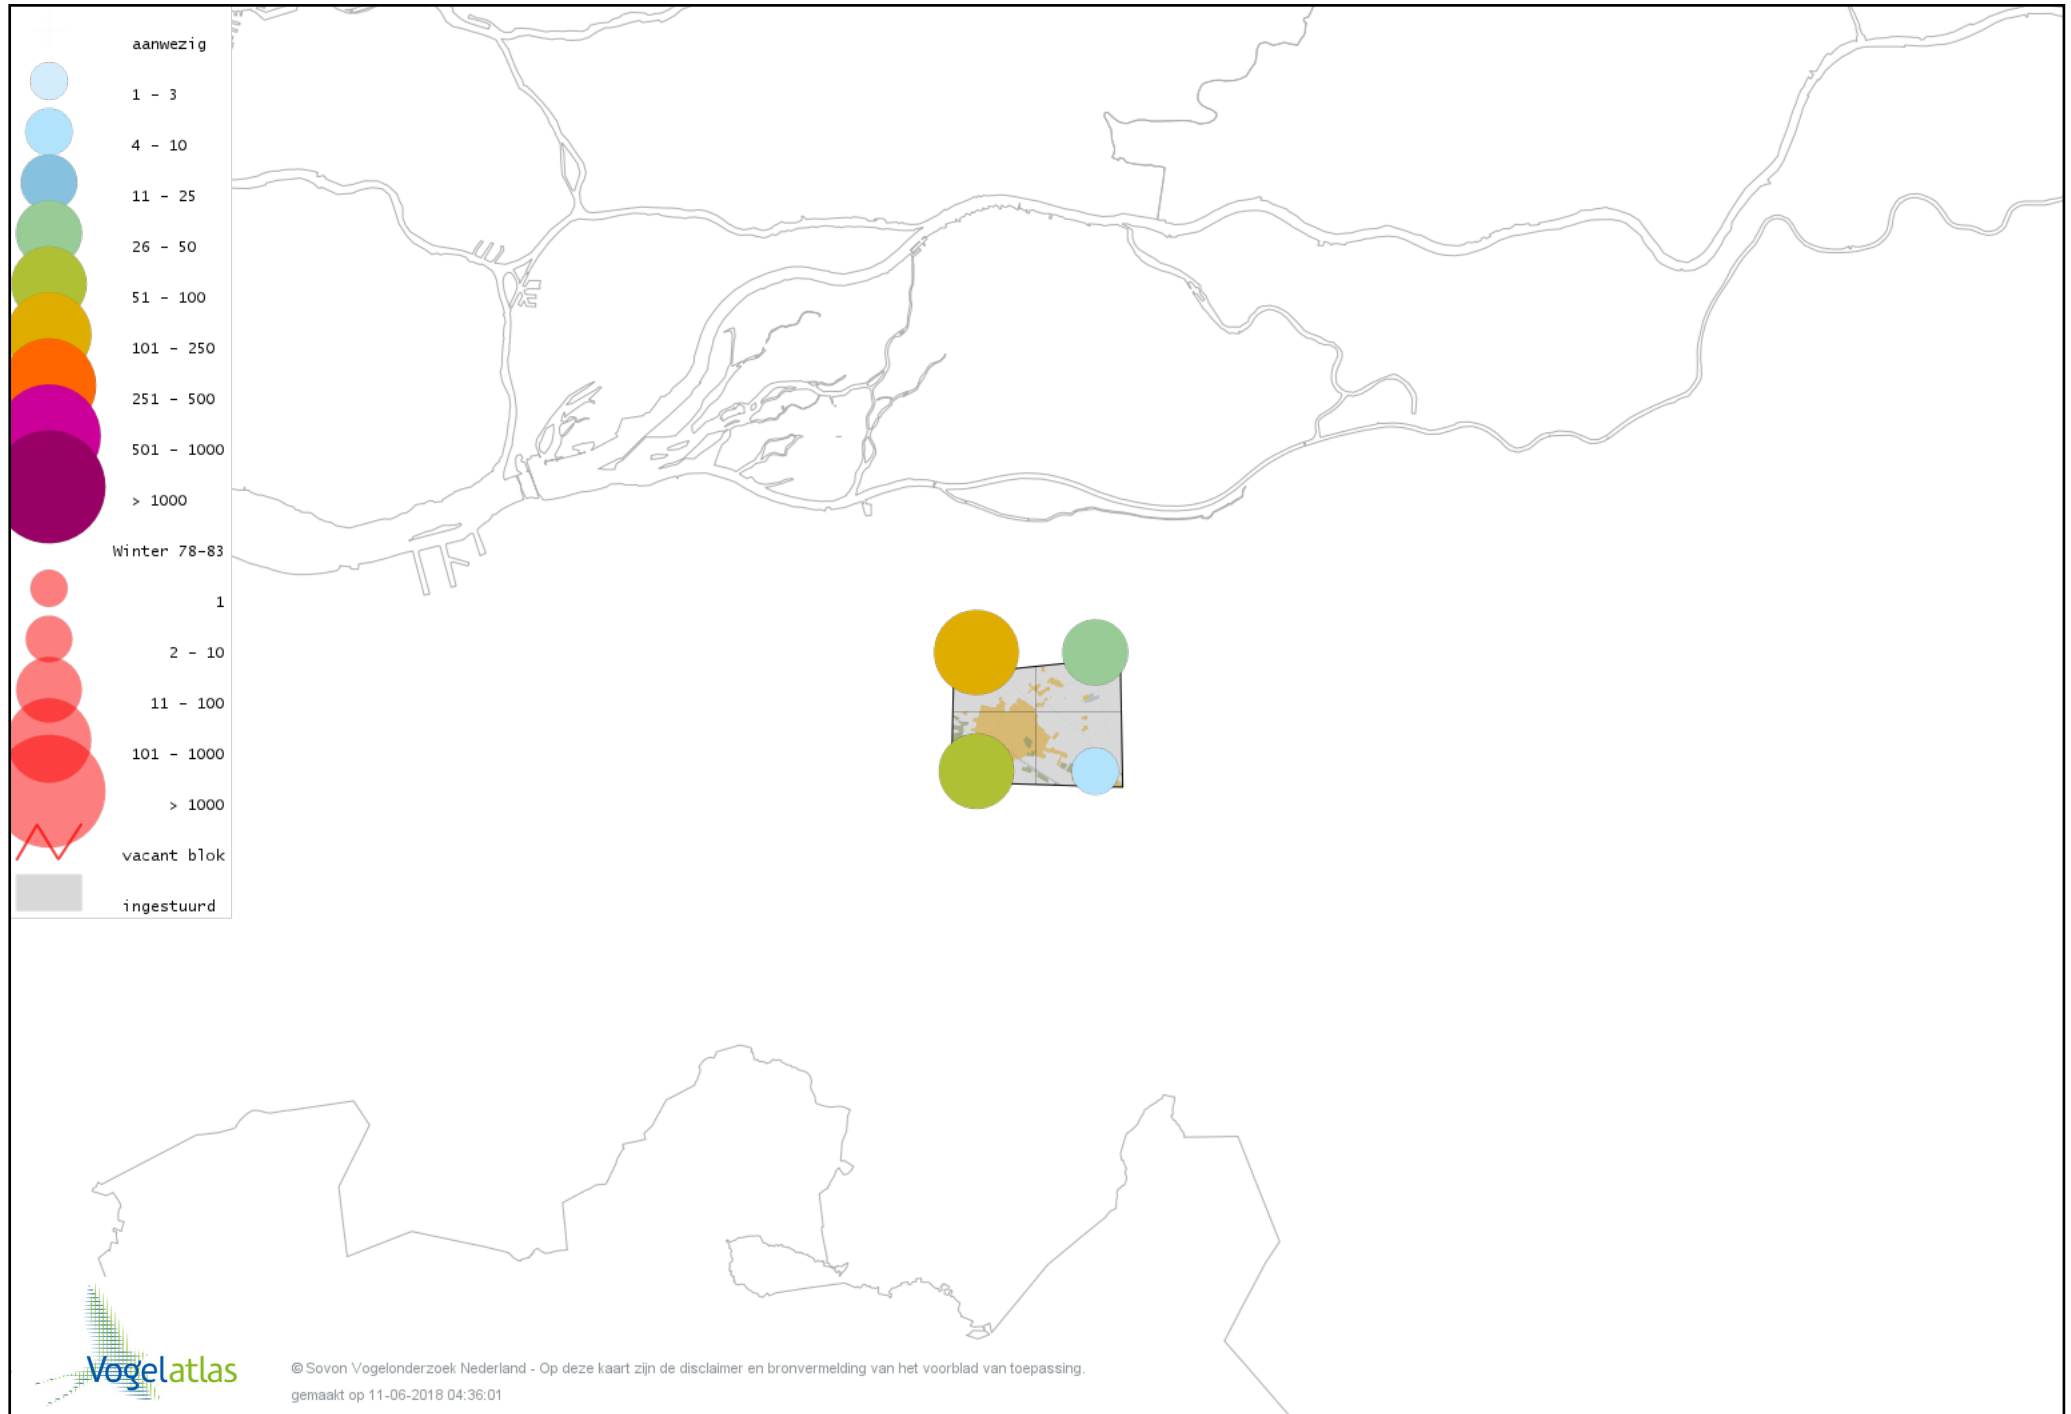 aanwezig
1 - 3
4 - 10
11 - 25
26 - 50
51 - 100
101 - 250
251 - 500
501 - 1000
> 1000
Winter 78-83
1
2 - 10
11 - 100
101 - 1000
> 1000
vacant blok
ingestuurd
Vogelatlas
© Sovon Vogelonderzoek Nederland - Op deze kaart zijn de disclaimer en bronvermelding van het voorblad van toepassing.
gemaakt op 11-06-2018 04:36:01